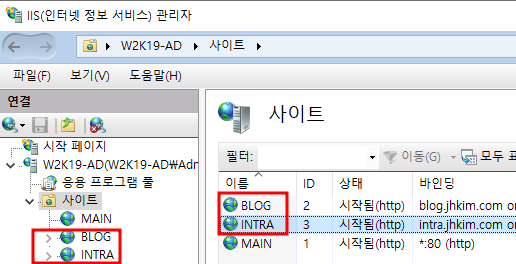 IIS(인터넷 정보 서비스) 관리자
W2K19-AD ▸ 사이트 ▸
파일(F) 보기(V) 도움말(H)
연결
시작 페이지
W2K19-AD(W2K19-AD\Adr
응용 프로그램 풀
사이트
MAIN
BLOG
INTRA
사이트
필터: 이동(G) 모두 표
이름 ID 상태 바인딩
BLOG 2 시작됨(http) blog.jhkim.com or
INTRA 3 시작됨(http) intra.jhkim.com or
MAIN 1 시작됨(http) *:80 (http)